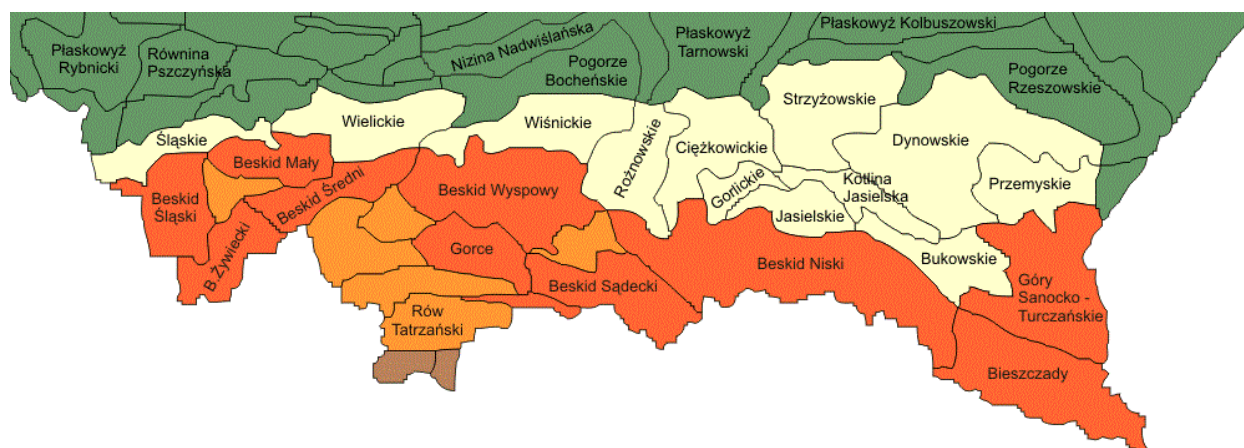 Płaskowyż
Rybnicki
Równina
Pszczyńska
Nizina Nadwiślańska
Pogorze
Bocheńskie
Płaskowyż
Tarnowski
Płaskowyż Kolbuszowski
Pogorze
Rzeszowskie
Śląskie
Wielickie
Wiśnickie
Rożnowskie
Ciężkowickie
Strzyżowskie
Dynowskie
Przemyskie
Gorlickie
Jasielskie
Kotlina
Jasielska
Bukowskie
Beskid
Śląski
Beskid Mały
Beskid Średni
B.Żywiecki
Beskid Wyspowy
Gorce
Beskid Sądecki
Beskid Niski
Góry
Sanocko -
Turczańskie
Bieszczady
Rów
Tatrzański